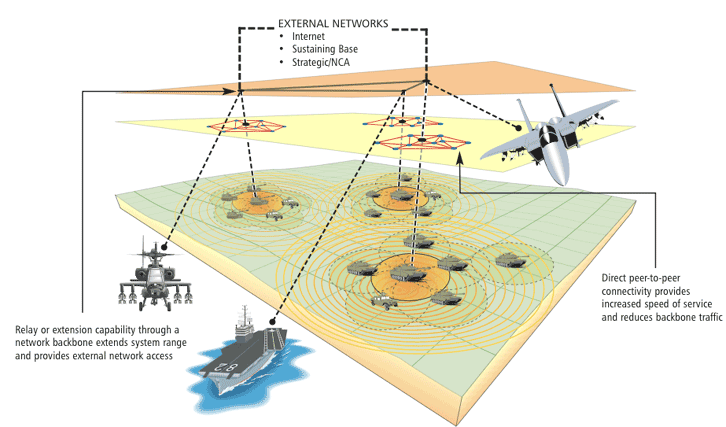 EXTERNAL NETWORKS
• Internet
• Sustaining Base
• Strategic/NCA
Direct peer-to-peer
connectivity provides
increased speed of service
and reduces backbone traffic
Relay or extension capability through a
network backbone extends system range
and provides external network access
82